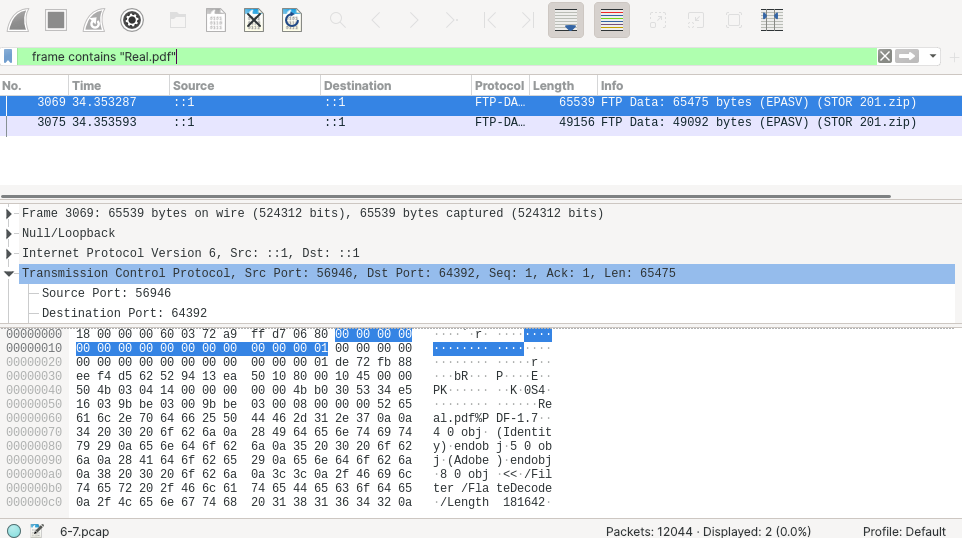 frame contains "Real.pdf"
No. Time Source Destination Protocol Length Info
3069 34.353287 ::1 ::1 FTP-DA… 65539 FTP Data: 65475 bytes (EPASV) (STOR 201.zip)
3075 34.353593 ::1 ::1 FTP-DA… 49156 FTP Data: 49092 bytes (EPASV) (STOR 201.zip)
Frame 3069: 65539 bytes on wire (524312 bits), 65539 bytes captured (524312 bits)
Null/Loopback
Internet Protocol Version 6, Src: ::1, Dst: ::1
Transmission Control Protocol, Src Port: 56946, Dst Port: 64392, Seq: 1, Ack: 1, Len: 65475
Source Port: 56946
Destination Port: 64392
00000000 18 00 00 00 60 03 72 a9 ff d7 06 80 00 00 00 00 ····`·r· ········
00000010 00 00 00 00 00 00 00 00 00 00 00 01 00 00 00 00 ········ ········
00000020 00 00 00 00 00 00 00 00 00 00 00 01 de 72 fb 88 ········ ·····r··
00000030 ee f4 d5 62 52 94 13 ea 50 10 80 00 10 45 00 00 ···bR··· P····E··
00000040 50 4b 03 04 14 00 00 00 00 00 4b b0 30 53 34 e5 PK······ ··K·0S4·
00000050 16 03 9b be 03 00 9b be 03 00 08 00 00 00 52 65 ········ ······Re
00000060 61 6c 2e 70 64 66 25 50 44 46 2d 31 2e 37 0a 0a al.pdf%P DF-1.7··
00000070 34 20 30 20 6f 62 6a 0a 28 49 64 65 6e 74 69 74 4 0 obj· (Identit
00000080 79 29 0a 65 6e 64 6f 62 6a 0a 35 20 30 20 6f 62 y)·endob j·5 0 ob
00000090 6a 0a 28 41 64 6f 62 65 29 0a 65 6e 64 6f 62 6a j·(Adobe )·endobj
000000a0 0a 38 20 30 20 6f 62 6a 0a 3c 3c 0a 2f 46 69 6c ·8 0 obj ·<<·/Fil
000000b0 74 65 72 20 2f 46 6c 61 74 65 44 65 63 6f 64 65 ter /Fla teDecode
000000c0 0a 2f 4c 65 6e 67 74 68 20 31 38 31 36 34 32 0a ·/Length 181642·
6-7.pcap Packets: 12044 · Displayed: 2 (0.0%) Profile: Default